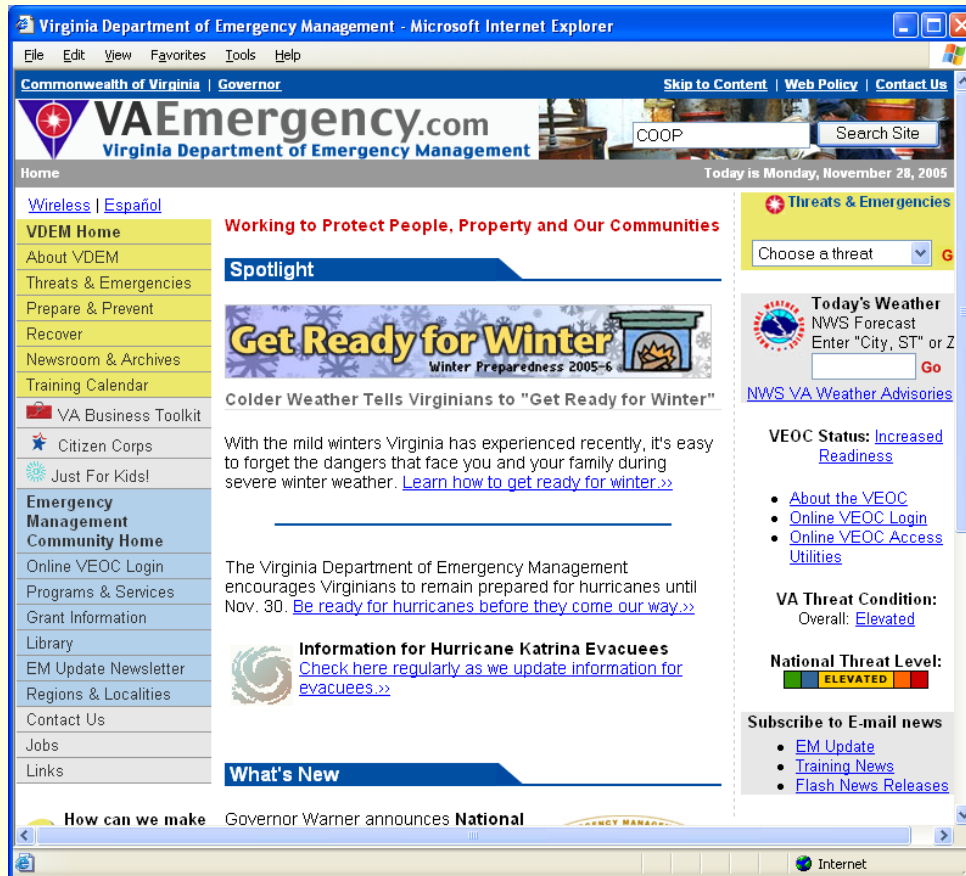 Virginia Department of Emergency Management - Microsoft Internet Explorer
File Edit View Favorites Tools Help
Commonwealth of Virginia | Governor
Skip to Content | Web Policy | Contact Us
VAEmergency.com
Virginia Department of Emergency Management
COOP
Search Site
Home
Today is Monday, November 28, 2005
Wireless | Español
VDEM Home
About VDEM
Threats & Emergencies
Prepare & Prevent
Recover
Newsroom & Archives
Training Calendar
VA Business Toolkit
Citizen Corps
Just For Kids!
Emergency
Management
Community Home
Online VEOC Login
Programs & Services
Grant Information
Library
EM Update Newsletter
Regions & Localities
Contact Us
Jobs
Links
How can we make
Working to Protect People, Property and Our Communities
Spotlight
Get Ready for Winter
Winter Preparedness 2005-6
Colder Weather Tells Virginians to "Get Ready for Winter"
With the mild winters Virginia has experienced recently, it's easy
to forget the dangers that face you and your family during
severe winter weather. Learn how to get ready for winter.››
The Virginia Department of Emergency Management
encourages Virginians to remain prepared for hurricanes until
Nov. 30. Be ready for hurricanes before they come our way.››
Information for Hurricane Katrina Evacuees
Check here regularly as we update information for
evacuees.››
What's New
Governor Warner announces National
Threats & Emergencies
Choose a threat
G
Today's Weather
NWS Forecast
Enter "City, ST" or Z
Go
NWS VA Weather Advisories
VEOC Status: Increased
Readiness
• About the VEOC
• Online VEOC Login
• Online VEOC Access
Utilities
VA Threat Condition:
Overall: Elevated
National Threat Level:
ELEVATED
Subscribe to E-mail news
• EM Update
• Training News
• Flash News Releases
Internet